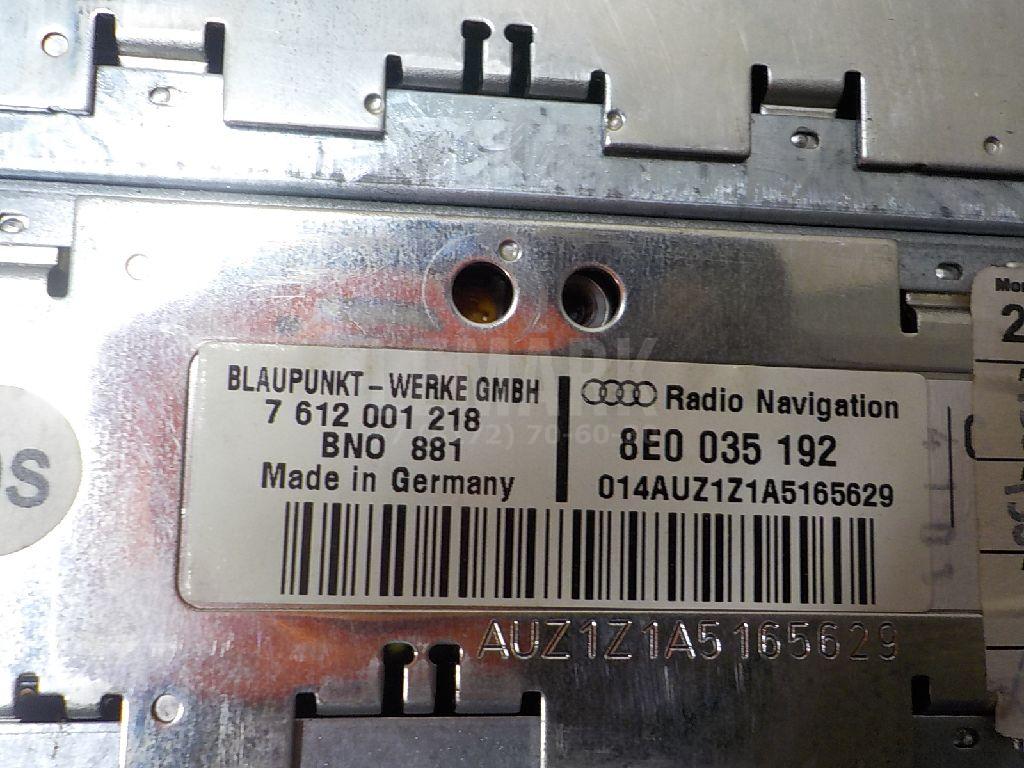 BLAUPUNKT - WERKE GMBH
7 612 001 218
BNO 881
Made in Germany
Radio Navigation
8E0 035 192
014AUZ1Z1A5165629
AUZ1Z1A5165629